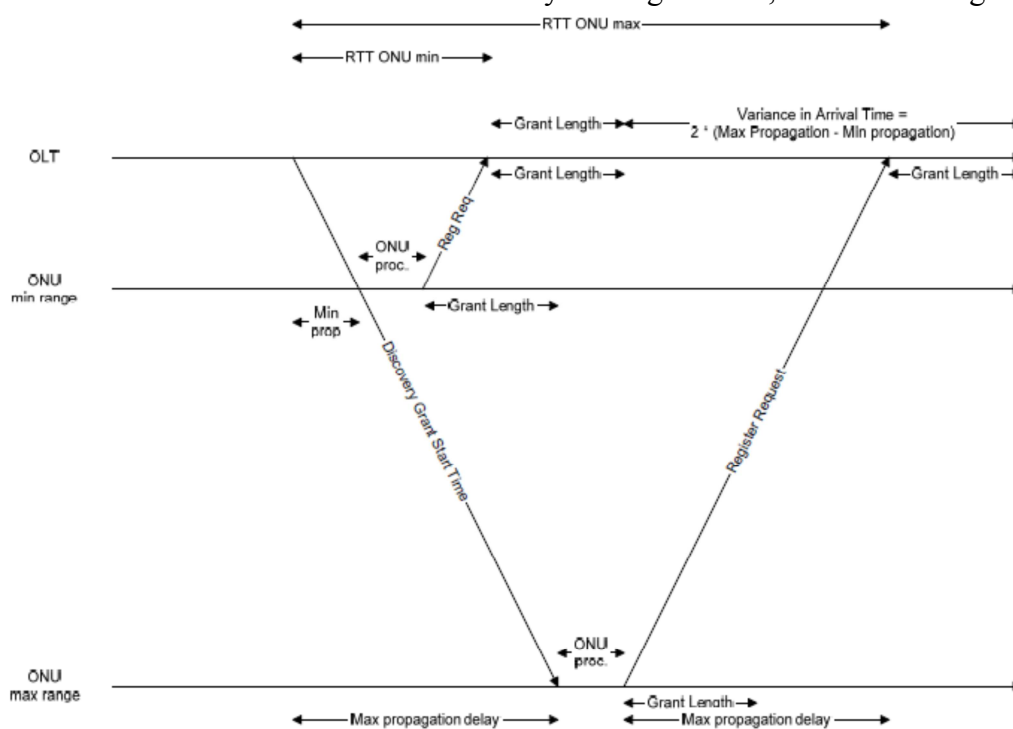 RTT ONU max
RTT ONU min
Variance in Arrival Time =
Grant Length
2 * (Max Propagation - Min propagation)
OLT
Grant Length
Grant Length
Reg Req
ONU
proc.
ONU
min range
Grant Length
Min
prop
Discovery Grant Start Time
Register Request
ONU
proc.
ONU
max range
Grant Length
Max propagation delay
Max propagation delay